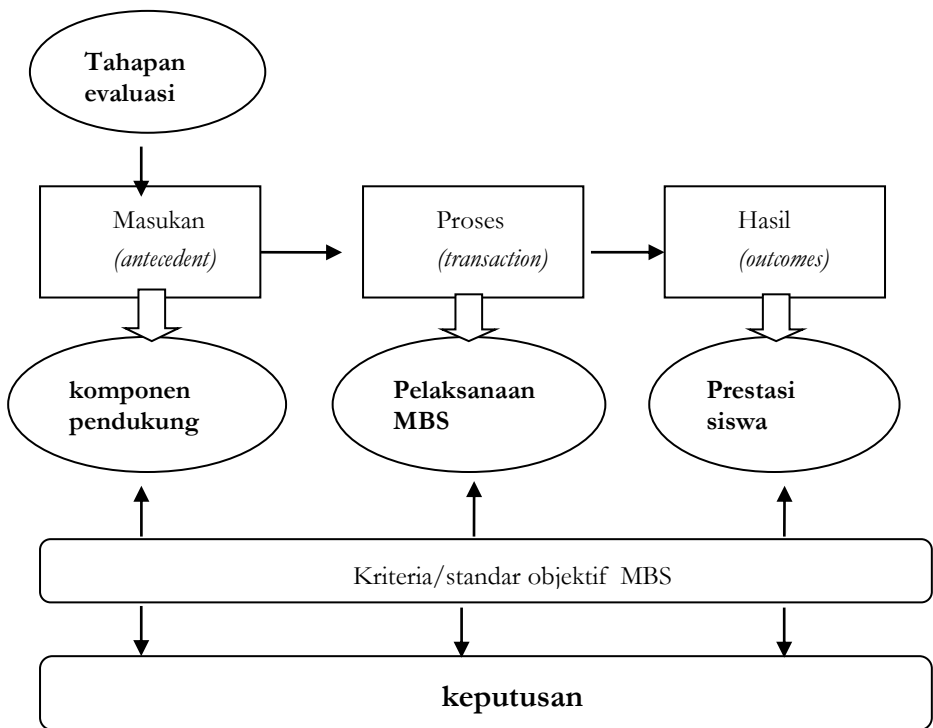 Tahapan
evaluasi
Masukan
(antecedent)
Proses
(transaction)
Hasil
(outcomes)
komponen
pendukung
Pelaksanaan
MBS
Prestasi
siswa
Kriteria/standar objektif MBS
keputusan